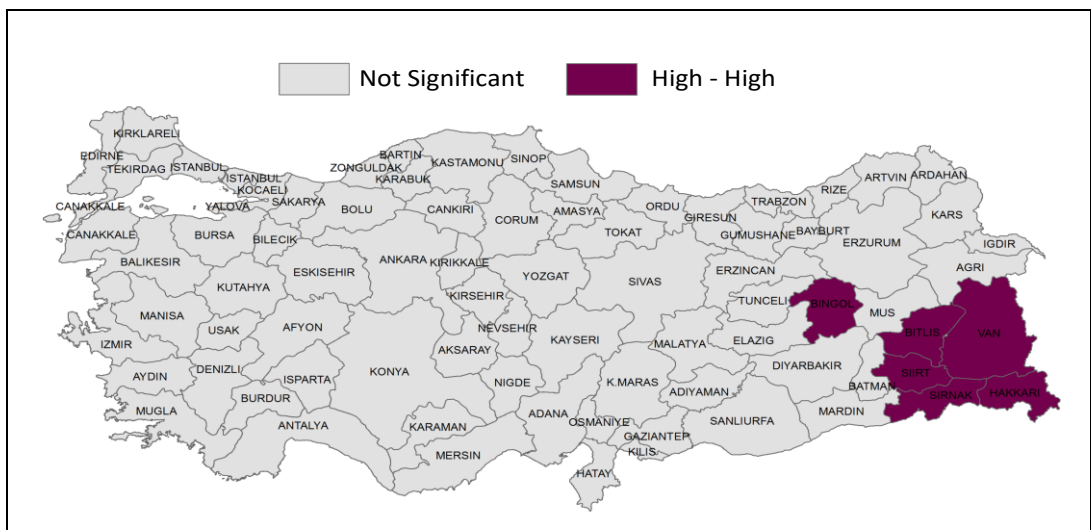 Not Significant
High - High
KIRKLARELI
EDİRNE
TEKIRDAG
ISTANBUL
ISTANBUL
KOCAELI
CANAKKALE
YALOVA
SAKARYA
ZONGULDAK
BARTIN
KARABUK
KASTAMONU
SINOP
SAMSUN
BOLU
CANKIRI
CORUM
AMASYA
ORDU
TOKAT
GIRESUN
TRABZON
RIZE
ARTVIN
ARDAHAN
KARS
GUMUSHANE
BAYBURT
ERZURUM
IGDIR
AGRI
CANAKKALE
BURSA
BILECIK
BALIKESIR
ESKISEHIR
ANKARA
KIRIKKALE
YOZGAT
SIVAS
ERZINCAN
KUTAHYA
KIRSEHIR
TUNCELI
BINGOL
MUS
MANISA
USAK
AFYON
NEVSEHIR
KAYSERI
MALATYA
ELAZIG
BITLIS
VAN
IZMIR
DENIZLI
AKSARAY
KONYA
DIYARBAKIR
AYDIN
ISPARTA
NIGDE
K.MARAS
ADIYAMAN
BATMAN
SIIRT
BURDUR
MUGLA
ANTALYA
KARAMAN
ADANA
OSMANIYE
GAZIANTEP
SANLIURFA
MARDIN
SIRNAK
HAKKARI
MERSIN
KILIS
HATAY